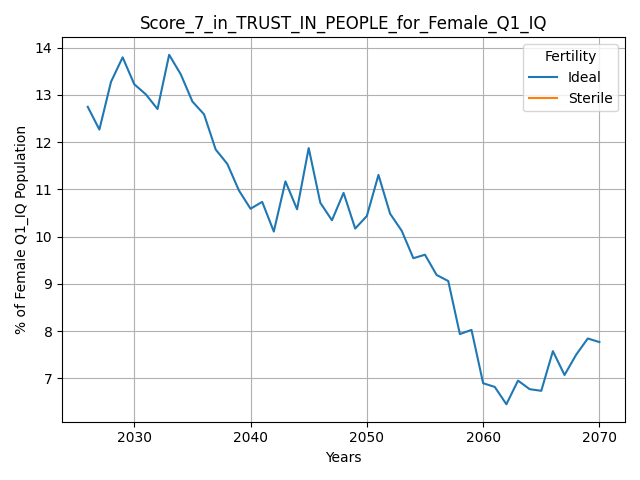 Score_7_in_TRUST_IN_PEOPLE_for_Female_Q1_IQ
Fertility
Ideal
Sterile
% of Female Q1_IQ Population
14
13
12
11
10
9
8
7
2030
2040
2050
2060
2070
Years